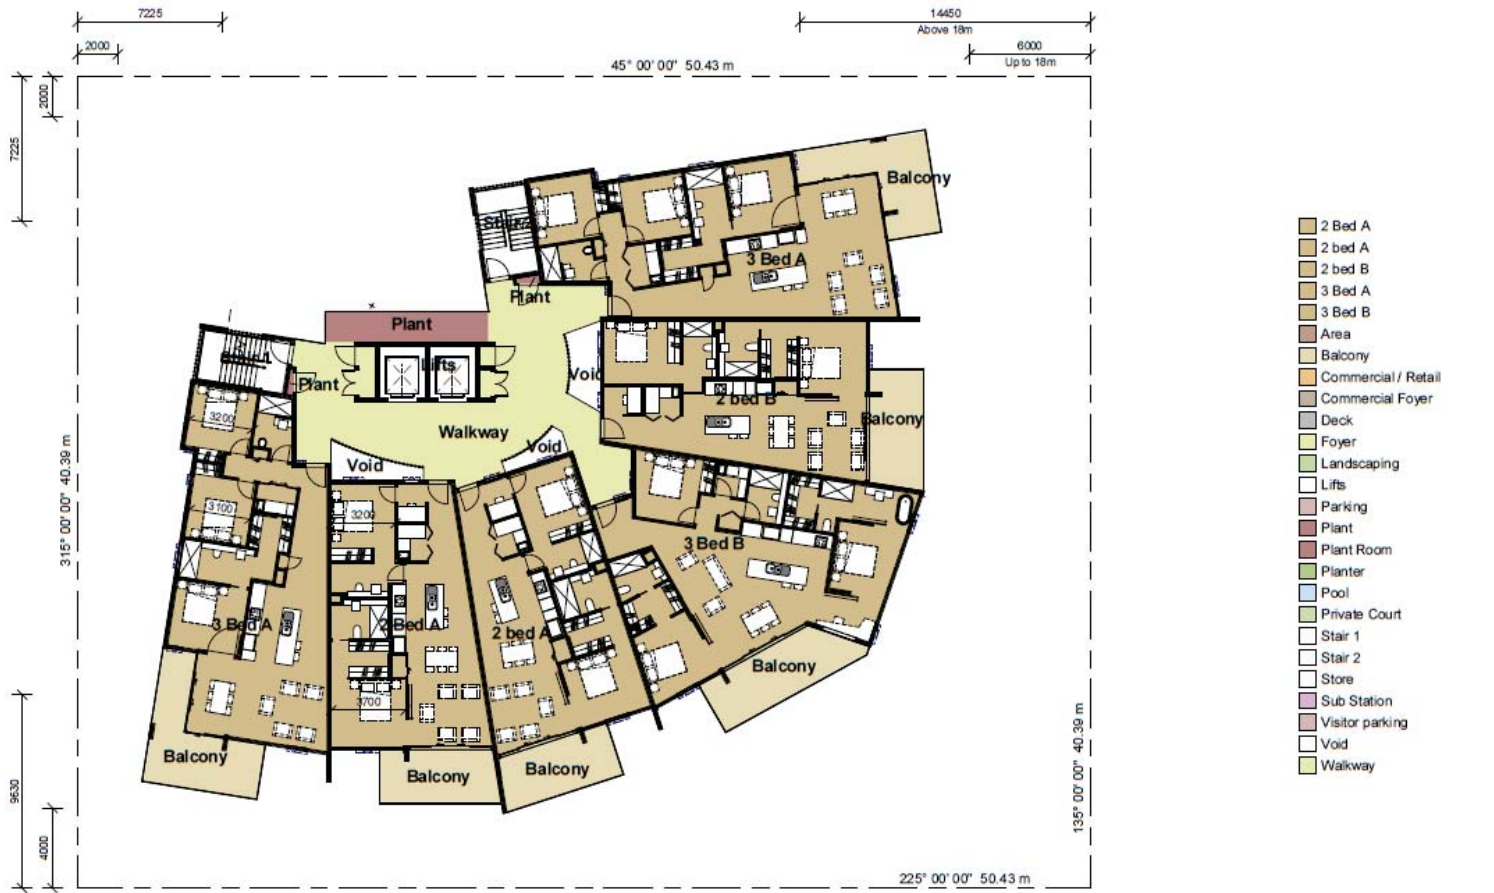 7225
14450
Above 18m
2000
6000
Up to 18m
45° 00' 00" 50.43 m
2000
7225
Balcony
3 Bed A
Plant
Plant
Lifts
Void
Plant
2 bed B
Balcony
3200
Walkway
Void
Void
315° 00' 00" 40.39 m
3100
3200
3 Bed B
3 Bed A
2 Bed A
2 bed A
Balcony
3700
Balcony
Balcony
Balcony
9630
4000
135° 00' 00" 40.39 m
225° 00' 00" 50.43 m
2 Bed A
2 bed A
2 bed B
3 Bed A
3 Bed B
Area
Balcony
Commercial / Retail
Commercial Foyer
Deck
Foyer
Landscaping
Lifts
Parking
Plant
Plant Room
Planter
Pool
Private Court
Stair 1
Stair 2
Store
Sub Station
Visitor parking
Void
Walkway